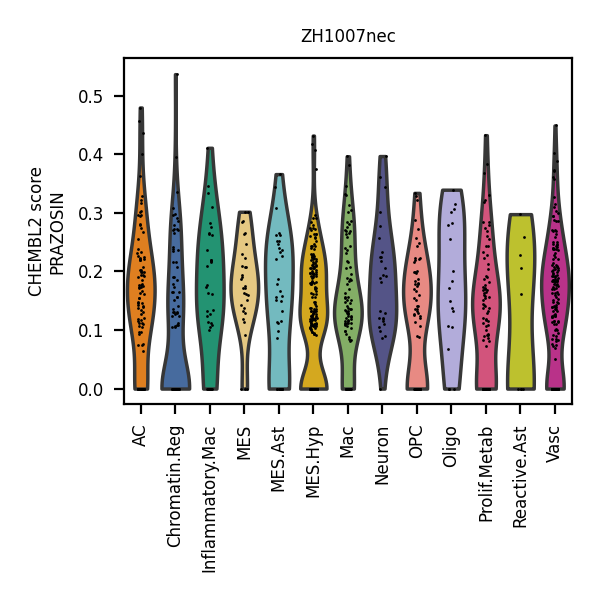 ZH1007nec
CHEMBL2 score
PRAZOSIN
0.5
0.4
0.3
0.2
0.1
0.0
AC
Chromatin.Reg
Inflammatory.Mac
MES
MES.Ast
MES.Hyp
Mac
Neuron
OPC
Oligo
Prolif.Metab
Reactive.Ast
Vasc